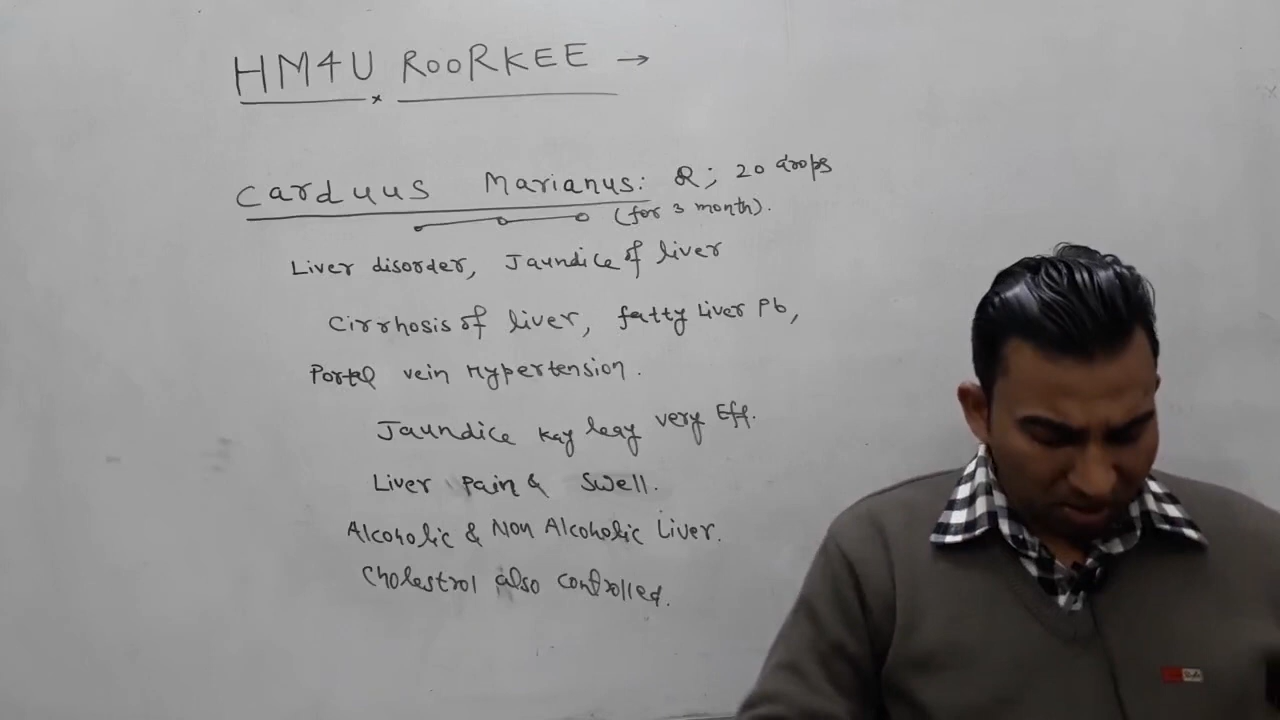 HM4U ROORKEE →
Carduus Marianus: Q; 20 drops
(for 3 month).
Liver disorder, Jaundice of liver
Cirrhosis of liver, fatty Liver Pb,
Portal vein Hypertension.
Jaundice kay leay very Eff.
Liver Pain & Swell.
Alcoholic & Non Alcoholic Liver.
Cholestrol also controlled.